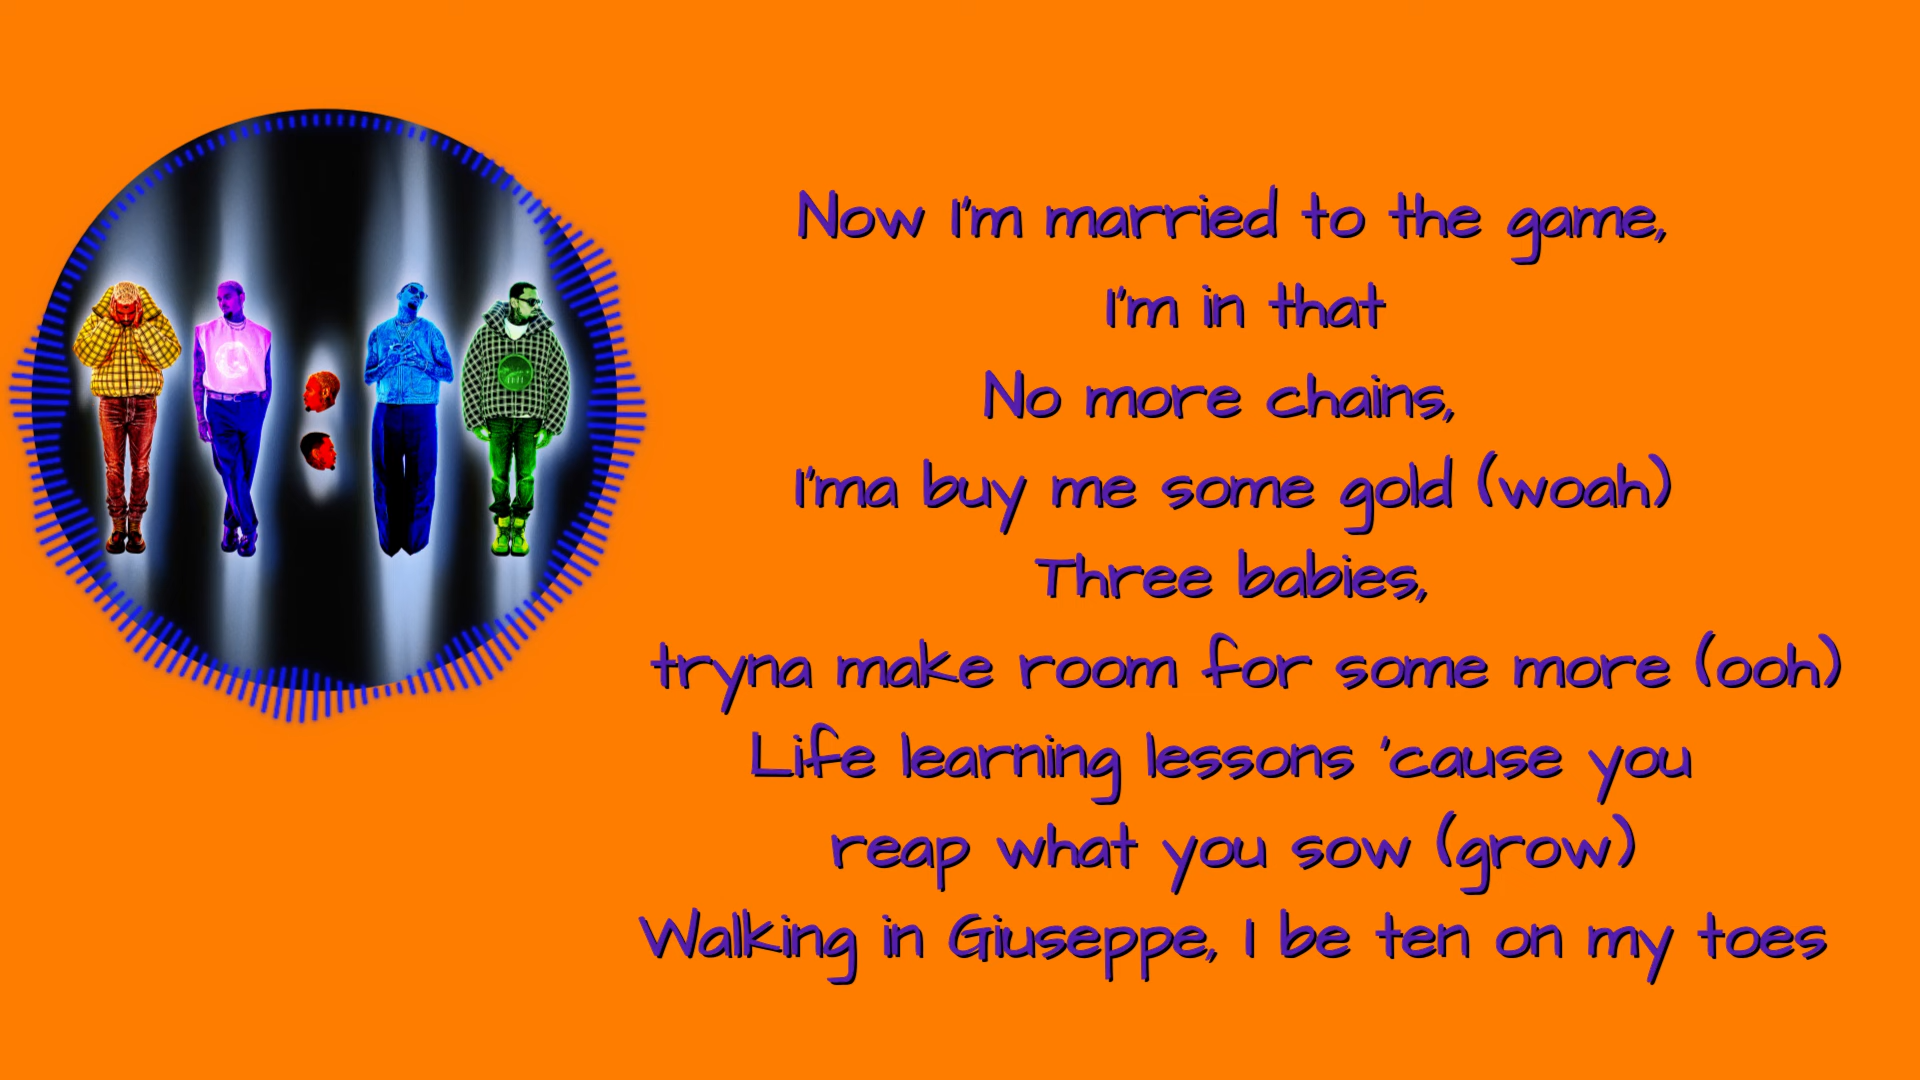 Now I'm married to the game,
I'm in that
No more chains,
I'ma buy me some gold (woah)
Three babies,
tryna make room for some more (ooh)
Life learning lessons 'cause you
reap what you sow (grow)
Walking in Giuseppe, I be ten on my toes